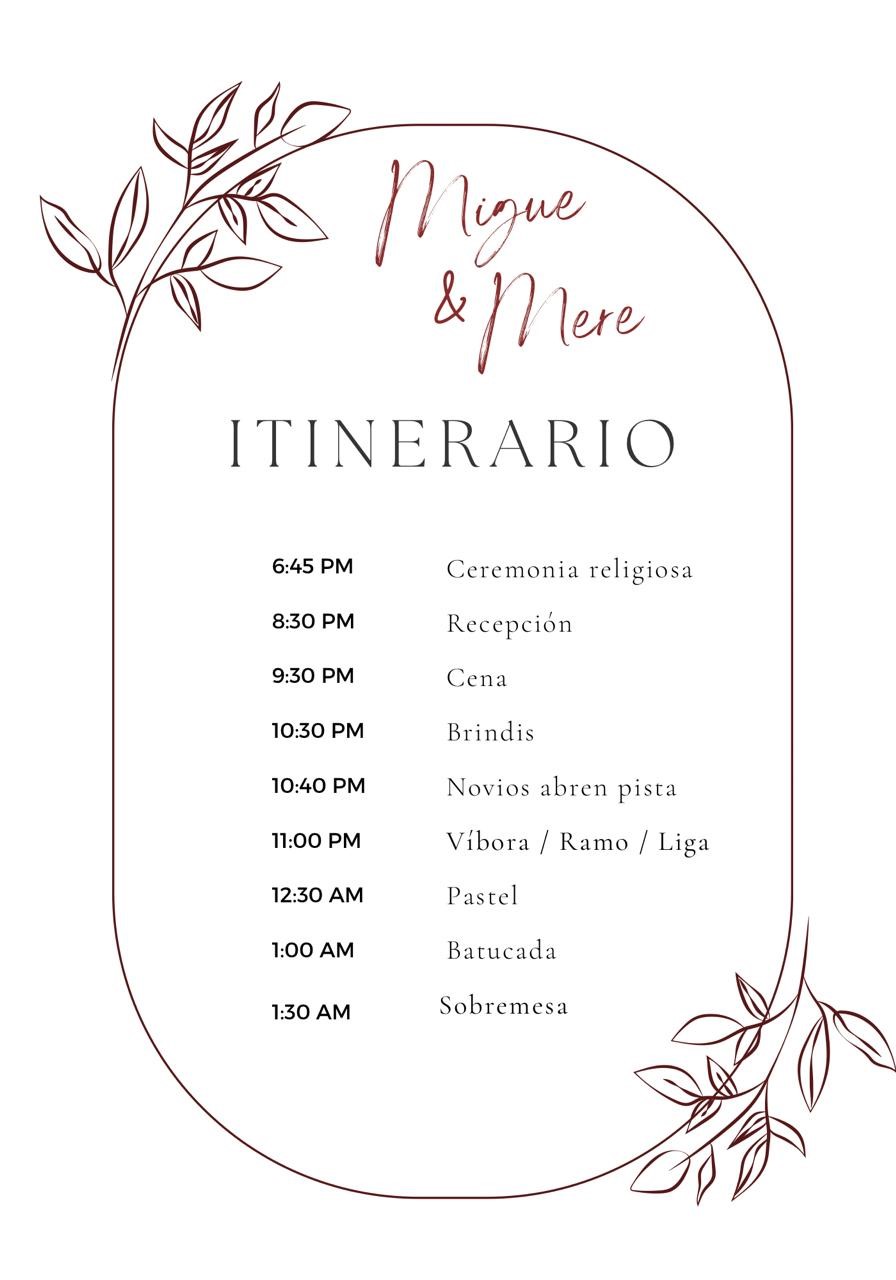 Migue
& Mere
ITINERARIO
6:45 PM Ceremonia religiosa
8:30 PM Recepción
9:30 PM Cena
10:30 PM Brindis
10:40 PM Novios abren pista
11:00 PM Víbora / Ramo / Liga
12:30 AM Pastel
1:00 AM Batucada
1:30 AM Sobremesa